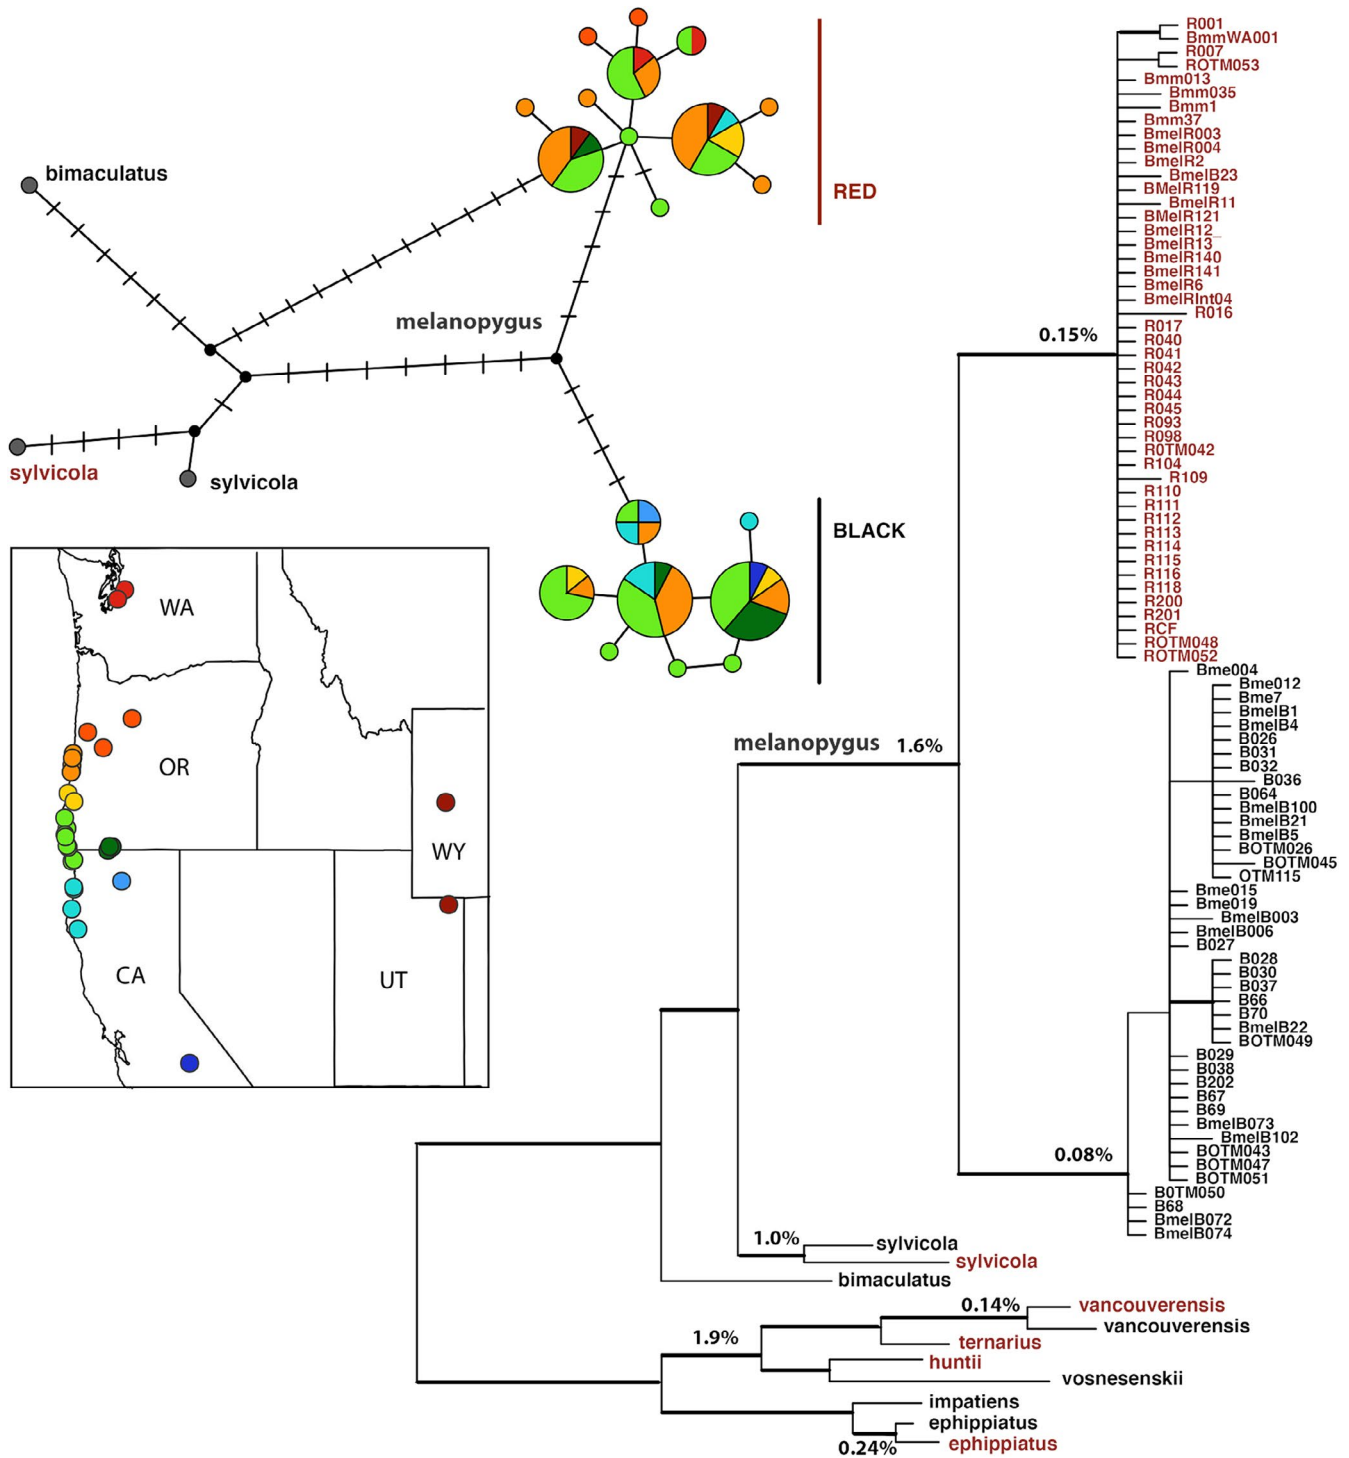 bimaculatus
RED
melanopygus
sylvicola
sylvicola
BLACK
WA
OR
WY
CA
UT
R001
BmmWA001
R007
ROTM053
Bmm013
Bmm035
Bmm1
Bmm37
BmelR003
BmelR004
BmelR2
BmelB23
BMelR119
BmelR11
BMelR121
BmelR12_
BmelR13
BmelR140
BmelR141
BmelR6
BmelRInt04
R016
R017
0.15%
R040
R041
R042
R043
R044
R045
R093
R098
R0TM042
R104
R109
R110
R111
R112
R113
R114
R115
R116
R118
R200
R201
RCF
ROTM048
ROTM052
Bme004
Bme012
Bme7
BmelB1
BmelB4
B026
melanopygus 1.6%
B031
B032
B036
B064
BmelB100
BmelB21
BmelB5
BOTM026
BOTM045
OTM115
Bme015
Bme019
BmelB003
BmelB006
B027
B028
B030
B037
B66
B70
BmelB22
BOTM049
B029
B038
B202
B67
B69
BmelB073
BmelB102
BOTM043
0.08%
BOTM047
BOTM051
B0TM050
B68
BmelB072
BmelB074
1.0%
sylvicola
sylvicola
bimaculatus
0.14%
vancouverensis
vancouverensis
1.9%
ternarius
huntii
vosnesenskii
impatiens
ephippiatus
ephippiatus
0.24%